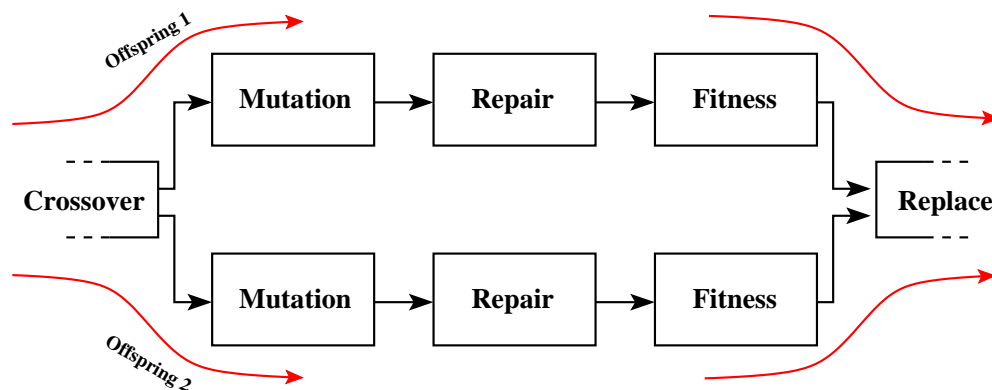 Offspring 1
Mutation Repair Fitness
Crossover Replace
Mutation Repair Fitness
Offspring 2